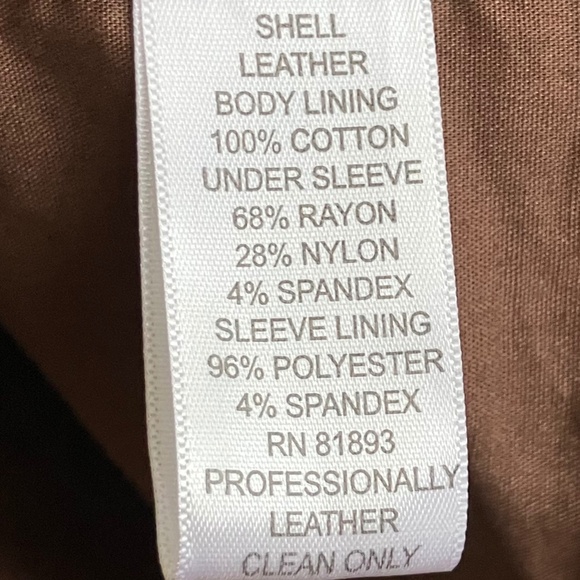 SHELL
LEATHER
BODY LINING
100% COTTON
UNDER SLEEVE
68% RAYON
28% NYLON
4% SPANDEX
SLEEVE LINING
96% POLYESTER
4% SPANDEX
RN 81893
PROFESSIONALLY
LEATHER
CLEAN ONLY